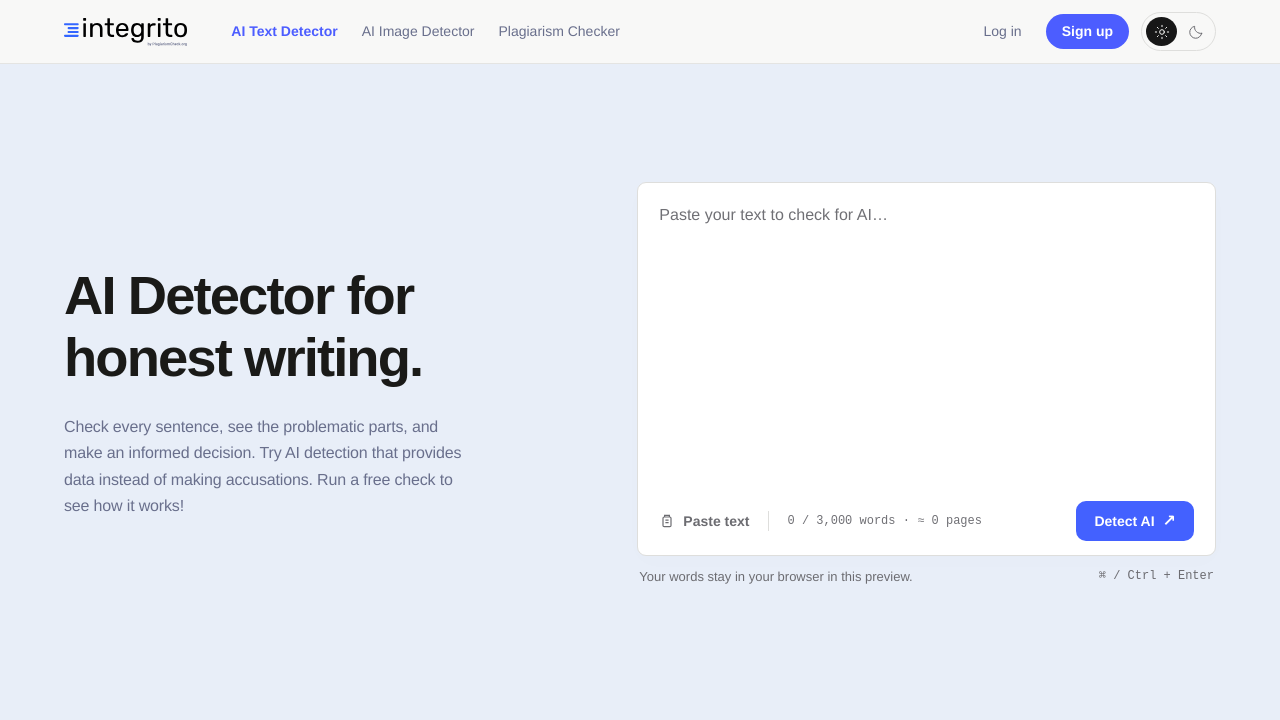 integrito
by PlagiarismCheck.org
AI Text Detector
AI Image Detector
Plagiarism Checker
Log in
Sign up
Paste your text to check for AI…
AI Detector for
honest writing.
Check every sentence, see the problematic parts, and
make an informed decision. Try AI detection that provides
data instead of making accusations. Run a free check to
see how it works!
Paste text
0 / 3,000 words · ≈ 0 pages
Detect AI ↗
Your words stay in your browser in this preview.
⌘ / Ctrl + Enter